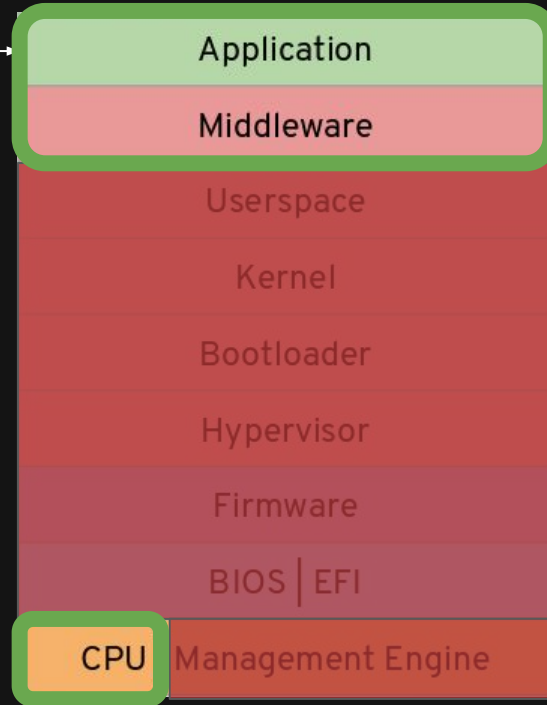 Application
Middleware
Userspace
Kernel
Bootloader
Hypervisor
Firmware
BIOS | EFI
CPU Management Engine